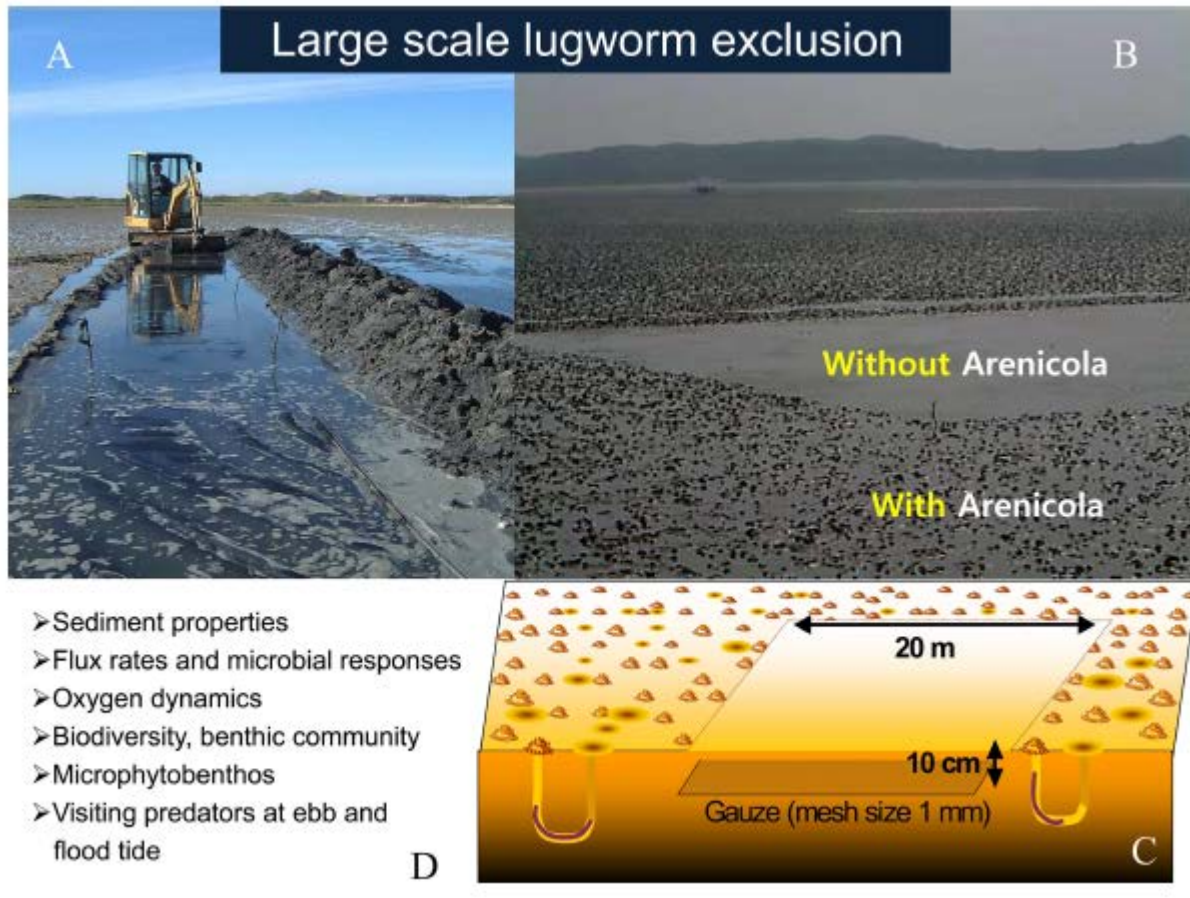 Large scale lugworm exclusion
A
B
Without Arenicola
With Arenicola
➤Sediment properties
➤Flux rates and microbial responses
➤Oxygen dynamics
➤Biodiversity, benthic community
➤Microphytobenthos
➤Visiting predators at ebb and
flood tide
D
20 m
10 cm
Gauze (mesh size 1 mm)
C